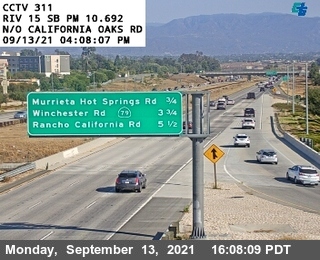 CCTV 311
RIV 15 SB PM 10.692
N/O CALIFORNIA OAKS RD
09/13/21 04:08:07 PM
Murrieta Hot Springs Rd ¾
Winchester Rd 79 3 ¾
Rancho California Rd 5 ½
Monday, September 13, 2021 16:08:09 PDT